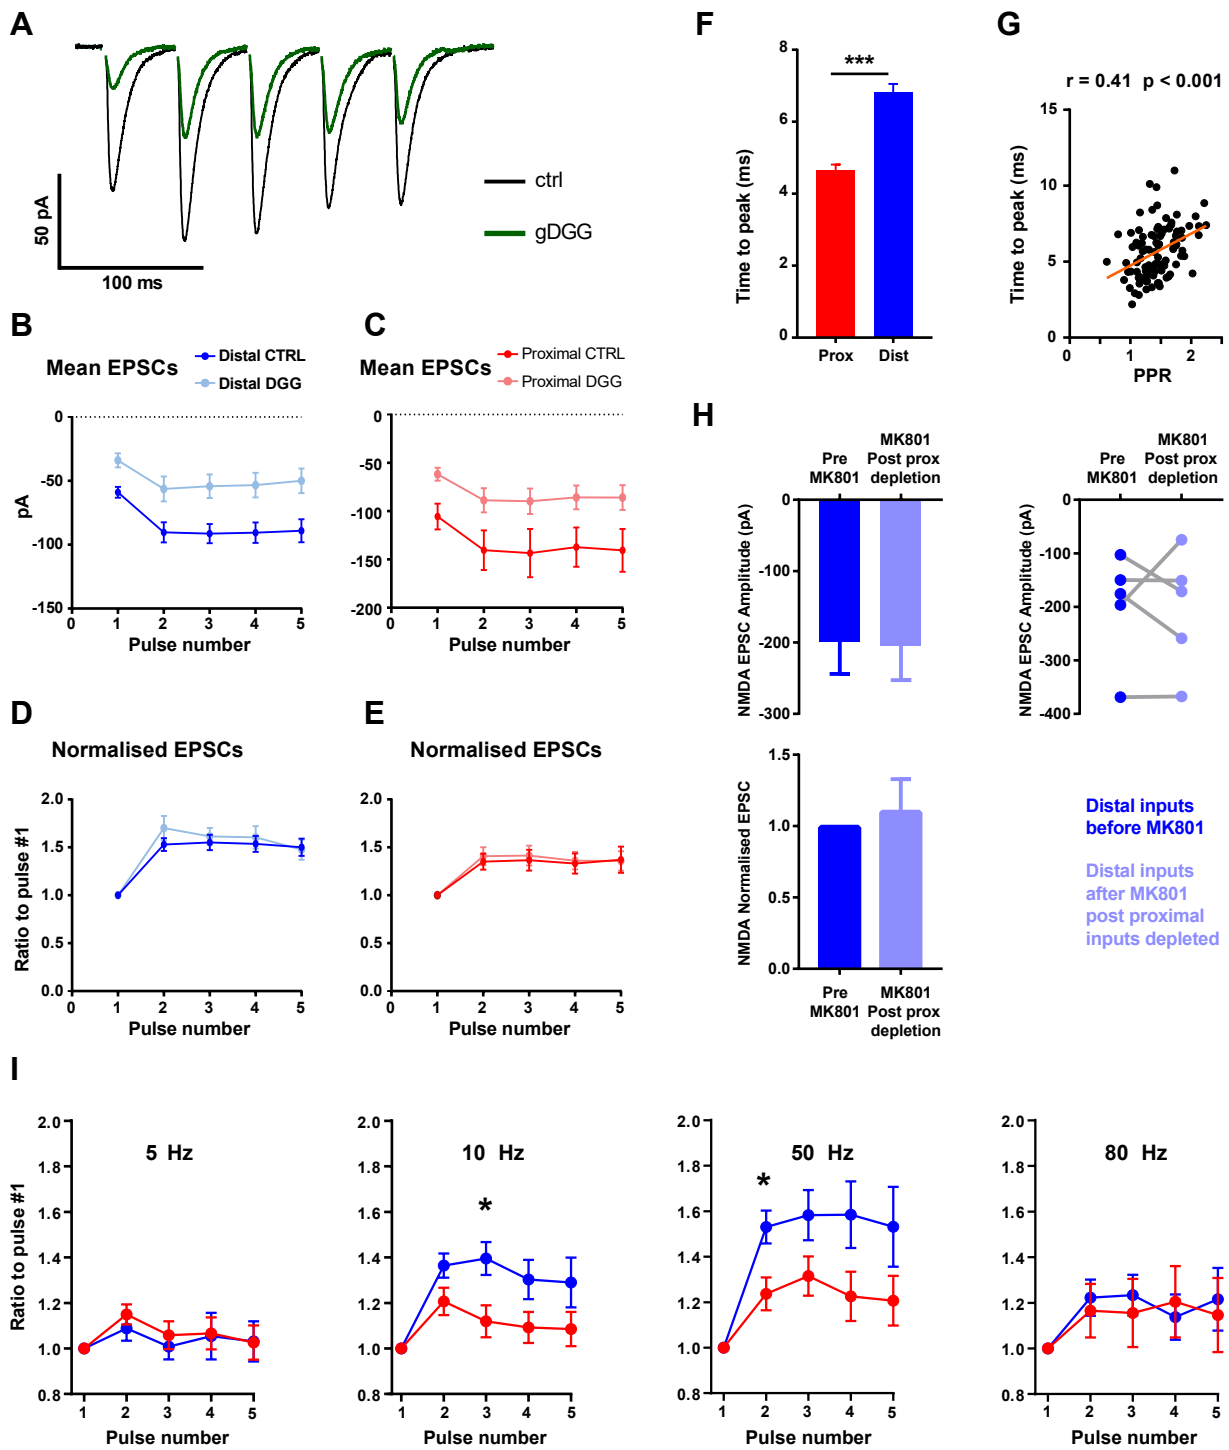 A
50 pA
100 ms
ctrl
gDGG
F
8
6
4
2
0
Time to peak (ms)
***
Prox
Dist
G
r = 0.41 p < 0.001
15
10
5
0
Time to peak (ms)
0
1
2
PPR
B
Mean EPSCs
Distal CTRL
Distal DGG
0
-50
-100
-150
pA
0
1
2
3
4
5
Pulse number
C
Mean EPSCs
Proximal CTRL
Proximal DGG
0
-50
-100
-150
-200
0
1
2
3
4
5
Pulse number
D
Normalised EPSCs
2.0
1.5
1.0
0.5
0.0
Ratio to pulse #1
0
1
2
3
4
5
Pulse number
E
Normalised EPSCs
2.0
1.5
1.0
0.5
0.0
0
1
2
3
4
5
Pulse number
H
Pre
MK801
MK801
Post prox
depletion
0
-100
-200
-300
NMDA EPSC Amplitude (pA)
Pre
MK801
MK801
Post prox
depletion
0
-100
-200
-300
-400
NMDA EPSC Amplitude (pA)
1.5
1.0
0.5
0.0
NMDA Normalised EPSC
Pre
MK801
MK801
Post prox
depletion
Distal inputs
before MK801
Distal inputs
after MK801
post proximal
inputs depleted
I
5 Hz
2.0
1.8
1.6
1.4
1.2
1.0
0.8
Ratio to pulse #1
1
2
3
4
5
Pulse number
10 Hz
*
2.0
1.8
1.6
1.4
1.2
1.0
0.8
1
2
3
4
5
Pulse number
50 Hz
*
2.0
1.8
1.6
1.4
1.2
1.0
0.8
1
2
3
4
5
Pulse number
80 Hz
2.0
1.8
1.6
1.4
1.2
1.0
0.8
1
2
3
4
5
Pulse number